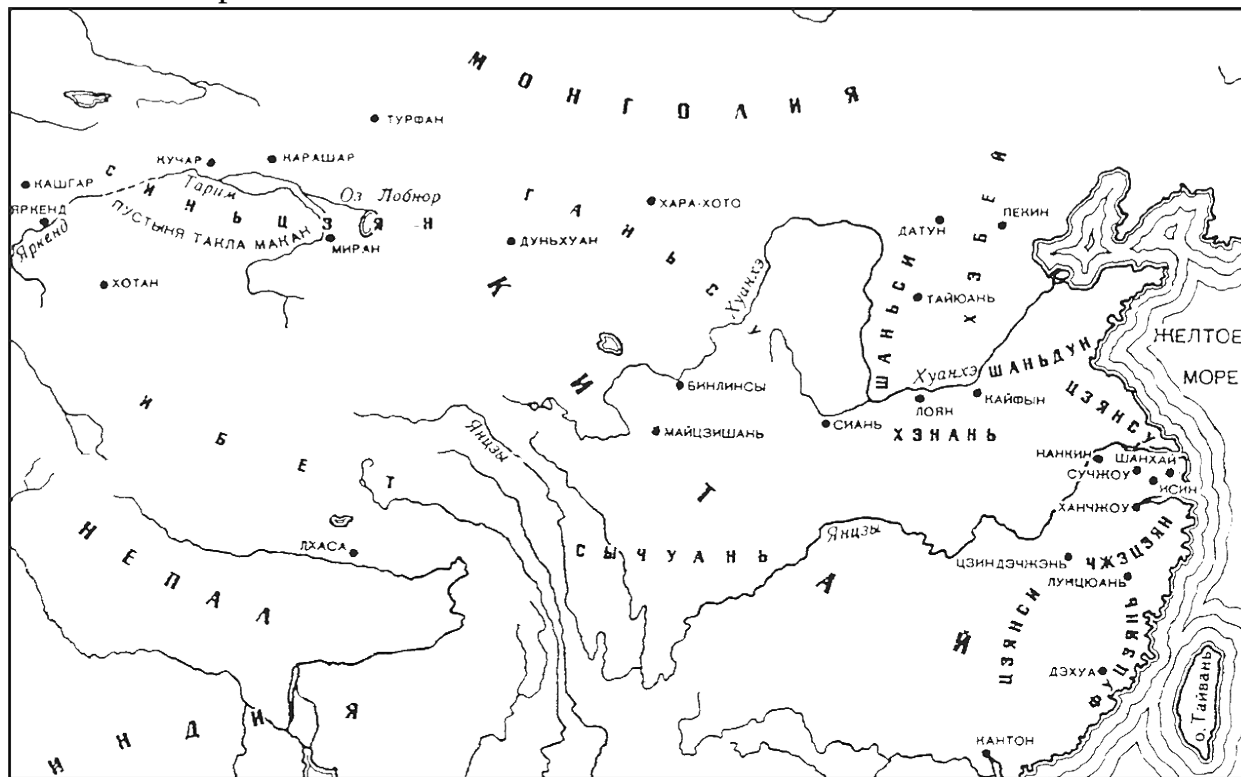 МОНГОЛИЯ
ТУРФАН
КУЧАР
КАРАШАР
КАШГАР
СИНЬЦЗЯН
Тарим
Оз Лобнор
ЯРКЕНД
Яркенд
ПУСТЫНЯ ТАКЛА МАКАН
МИРАН
ХОТАН
ГАНЬСУ
ХАРА-ХОТО
ДУНЬХУАН
ДАТУН
ПЕКИН
ХЭБЕЯ
ШАНЬСИ
ТАЙЮАНЬ
КИТАЙ
Хуанхэ
Хуанхэ
ШАНЬДУН
ЖЕЛТОЕ
МОРЕ
БИНЛИНСЫ
ЛОЯН
КАЙФЫН
ЦЗЯНСУ
СИАНЬ
ХЭНАНЬ
МАЙЦЗИШАНЬ
ИБЕТ
Янцзы
НАНКИН
ШАНХАЙ
СУЧЖОУ
ИСИН
ХАНЧЖОУ
ЛХАСА
НЕПАЛ
СЫЧУАНЬ
Янцзы
ЦЗИНДЭЧЖЭНЬ
ЧЖЭЦЗЯН
ЛУНЦЮАНЬ
ЦЗЯНСИ
ФУЦЗЯНЬ
ДЭХУА
о. Тайвань
ИНДИЯ
КАНТОН